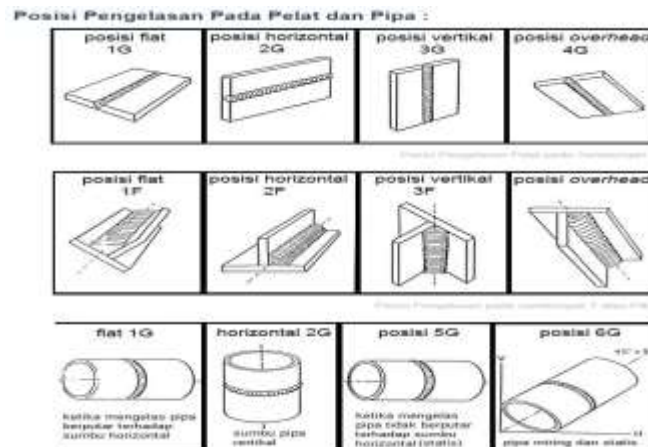 Posisi Pengelasan Pada Pelat dan Pipa :
posisi flat
1G
posisi horizontal
2G
posisi vertikal
3G
posisi overhead
4G
posisi flat
1F
posisi horizontal
2F
posisi vertikal
3F
posisi overhead
flat 1G
ketika mengelas pipa
berputar terhadap
sumbu horizontal
horizontal 2G
sumbu pipa
vertikal
posisi 5G
ketika mengelas
pipa tidak berputar
terhadap sumbu
horizontal(statis)
posisi 6G
45°
pipa miring dan statis